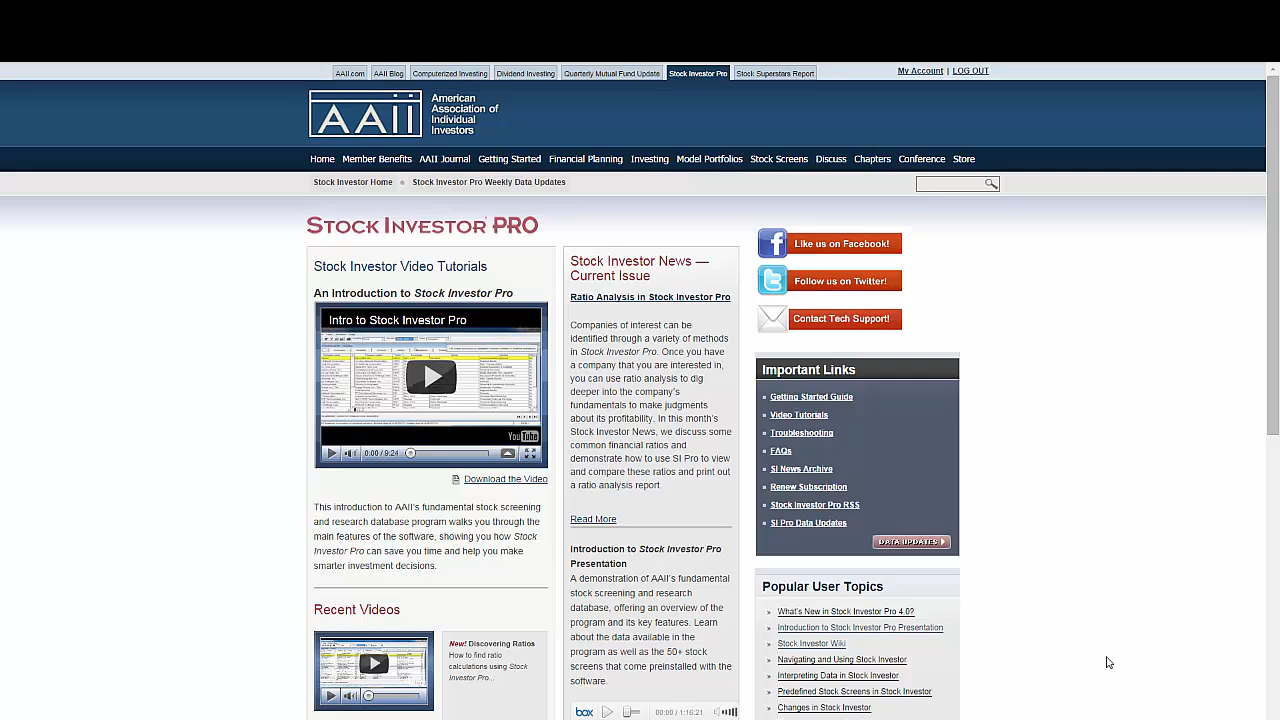 AAII.com AAII Blog Computerized Investing Dividend Investing Quarterly Mutual Fund Update Stock Investor Pro Stock Superstars Report My Account | LOG OUT
AAII
American
Association of
Individual
Investors
Home Member Benefits AAII Journal Getting Started Financial Planning Investing Model Portfolios Stock Screens Discuss Chapters Conference Store
Stock Investor Home Stock Investor Pro Weekly Data Updates
STOCK INVESTOR PRO
Stock Investor Video Tutorials
An Introduction to Stock Investor Pro
Intro to Stock Investor Pro
YouTube
0:00 / 9:24
Download the Video
This introduction to AAII's fundamental stock screening
and research database program walks you through the
main features of the software, showing you how Stock
Investor Pro can save you time and help you make
smarter investment decisions.
Recent Videos
New! Discovering Ratios
How to find ratio
calculations using Stock
Investor Pro...
Stock Investor News —
Current Issue
Ratio Analysis in Stock Investor Pro
Companies of interest can be
identified through a variety of methods
in Stock Investor Pro. Once you have
a company that you are interested in,
you can use ratio analysis to dig
deeper into the company's
fundamentals to make judgments
about its profitability. In this month's
Stock Investor News, we discuss some
common financial ratios and
demonstrate how to use SI Pro to view
and compare these ratios and print out
a ratio analysis report.
Read More
Introduction to Stock Investor Pro
Presentation
A demonstration of AAII's fundamental
stock screening and research
database, offering an overview of the
program and its key features. Learn
about the data available in the
program as well as the 50+ stock
screens that come preinstalled with the
software.
box 00:00 / 1:16:21
Like us on Facebook!
Follow us on Twitter!
Contact Tech Support!
Important Links
Getting Started Guide
Video Tutorials
Troubleshooting
FAQs
SI News Archive
Renew Subscription
Stock Investor Pro RSS
SI Pro Data Updates
DATA UPDATES
Popular User Topics
What's New in Stock Investor Pro 4.0?
Introduction to Stock Investor Pro Presentation
Stock Investor Wiki
Navigating and Using Stock Investor
Interpreting Data in Stock Investor
Predefined Stock Screens in Stock Investor
Changes in Stock Investor